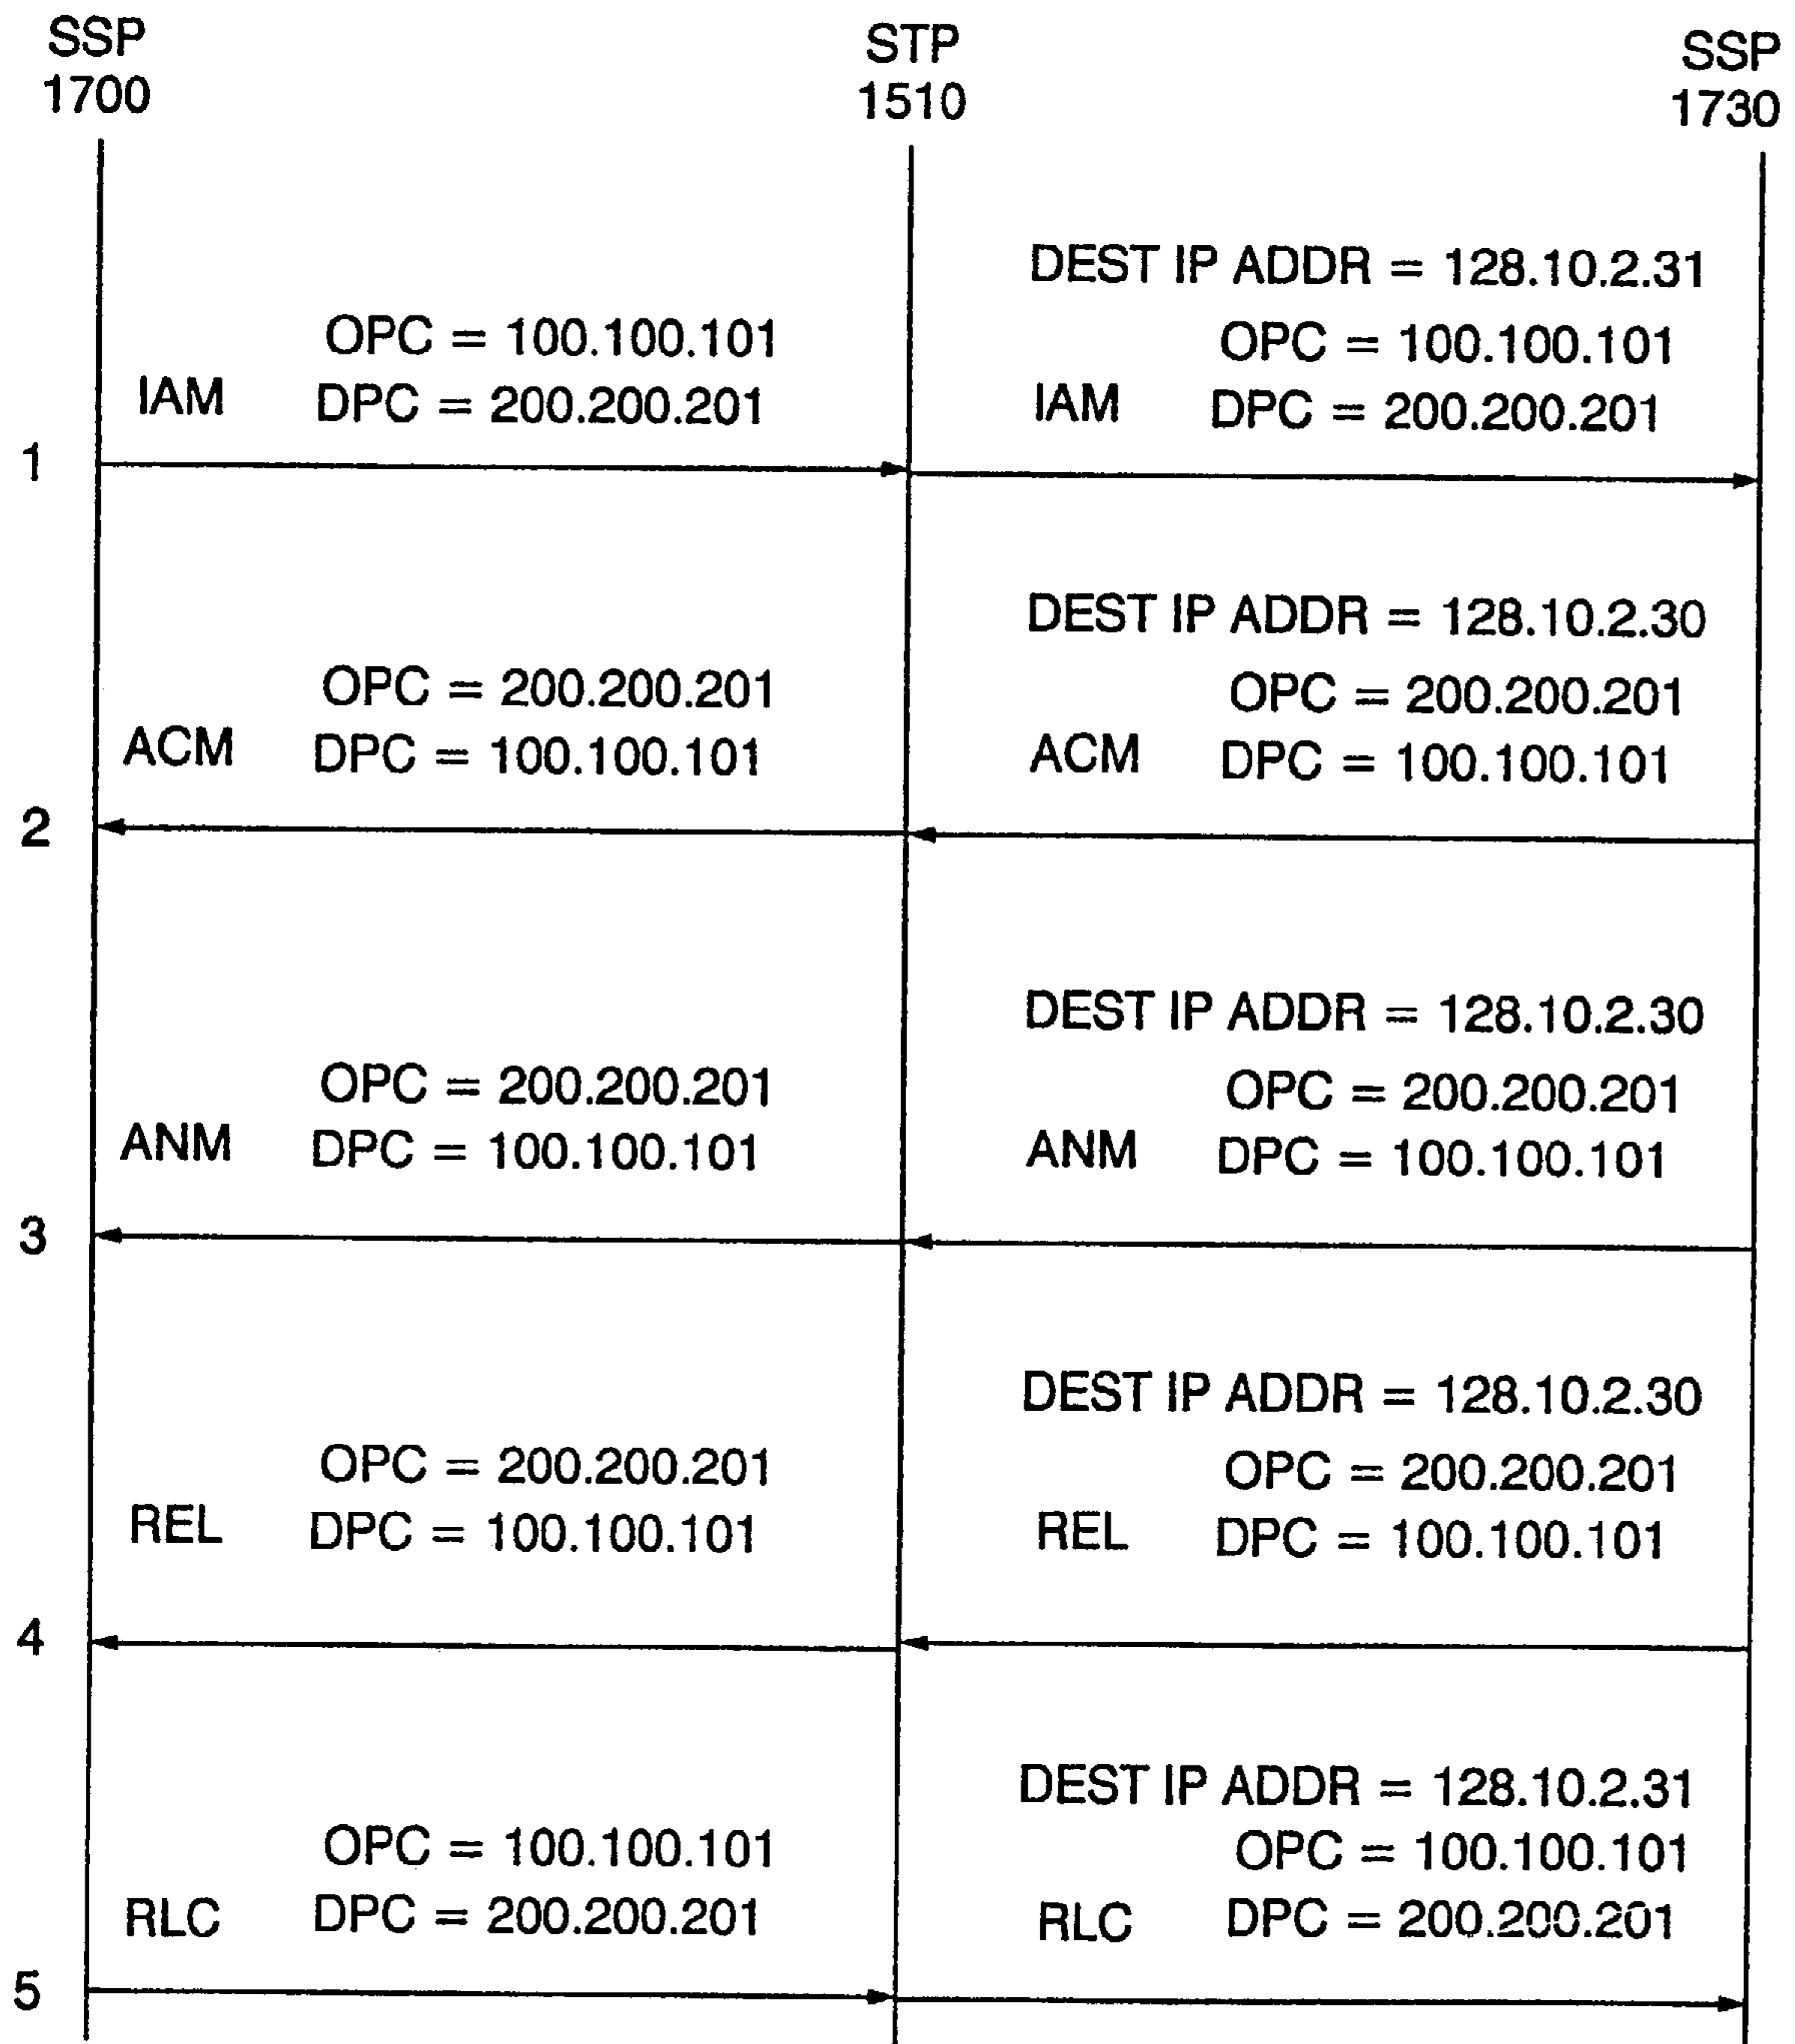 SSP
1700
STP
1510
SSP
1730
DEST IP ADDR = 128.10.2.31
OPC = 100.100.101
OPC = 100.100.101
IAM DPC = 200.200.201
IAM DPC = 200.200.201
1
DEST IP ADDR = 128.10.2.30
OPC = 200.200.201
OPC = 200.200.201
ACM DPC = 100.100.101
ACM DPC = 100.100.101
2
DEST IP ADDR = 128.10.2.30
OPC = 200.200.201
OPC = 200.200.201
ANM DPC = 100.100.101
ANM DPC = 100.100.101
3
DEST IP ADDR = 128.10.2.30
OPC = 200.200.201
OPC = 200.200.201
REL DPC = 100.100.101
REL DPC = 100.100.101
4
DEST IP ADDR = 128.10.2.31
OPC = 100.100.101
OPC = 100.100.101
RLC DPC = 200.200.201
RLC DPC = 200.200.201
5